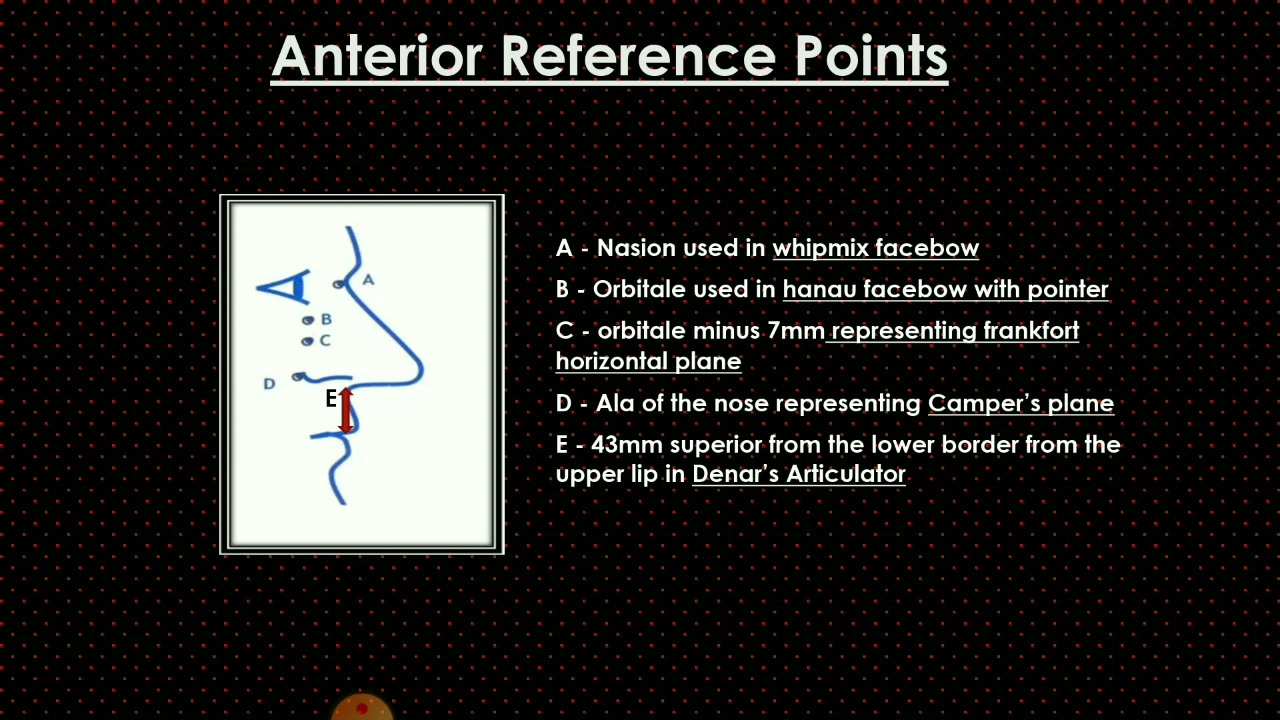 Anterior Reference Points
A
B
C
D
E
A - Nasion used in whipmix facebow
B - Orbitale used in hanau facebow with pointer
C - orbitale minus 7mm representing frankfort
horizontal plane
D - Ala of the nose representing Camper's plane
E - 43mm superior from the lower border from the
upper lip in Denar's Articulator